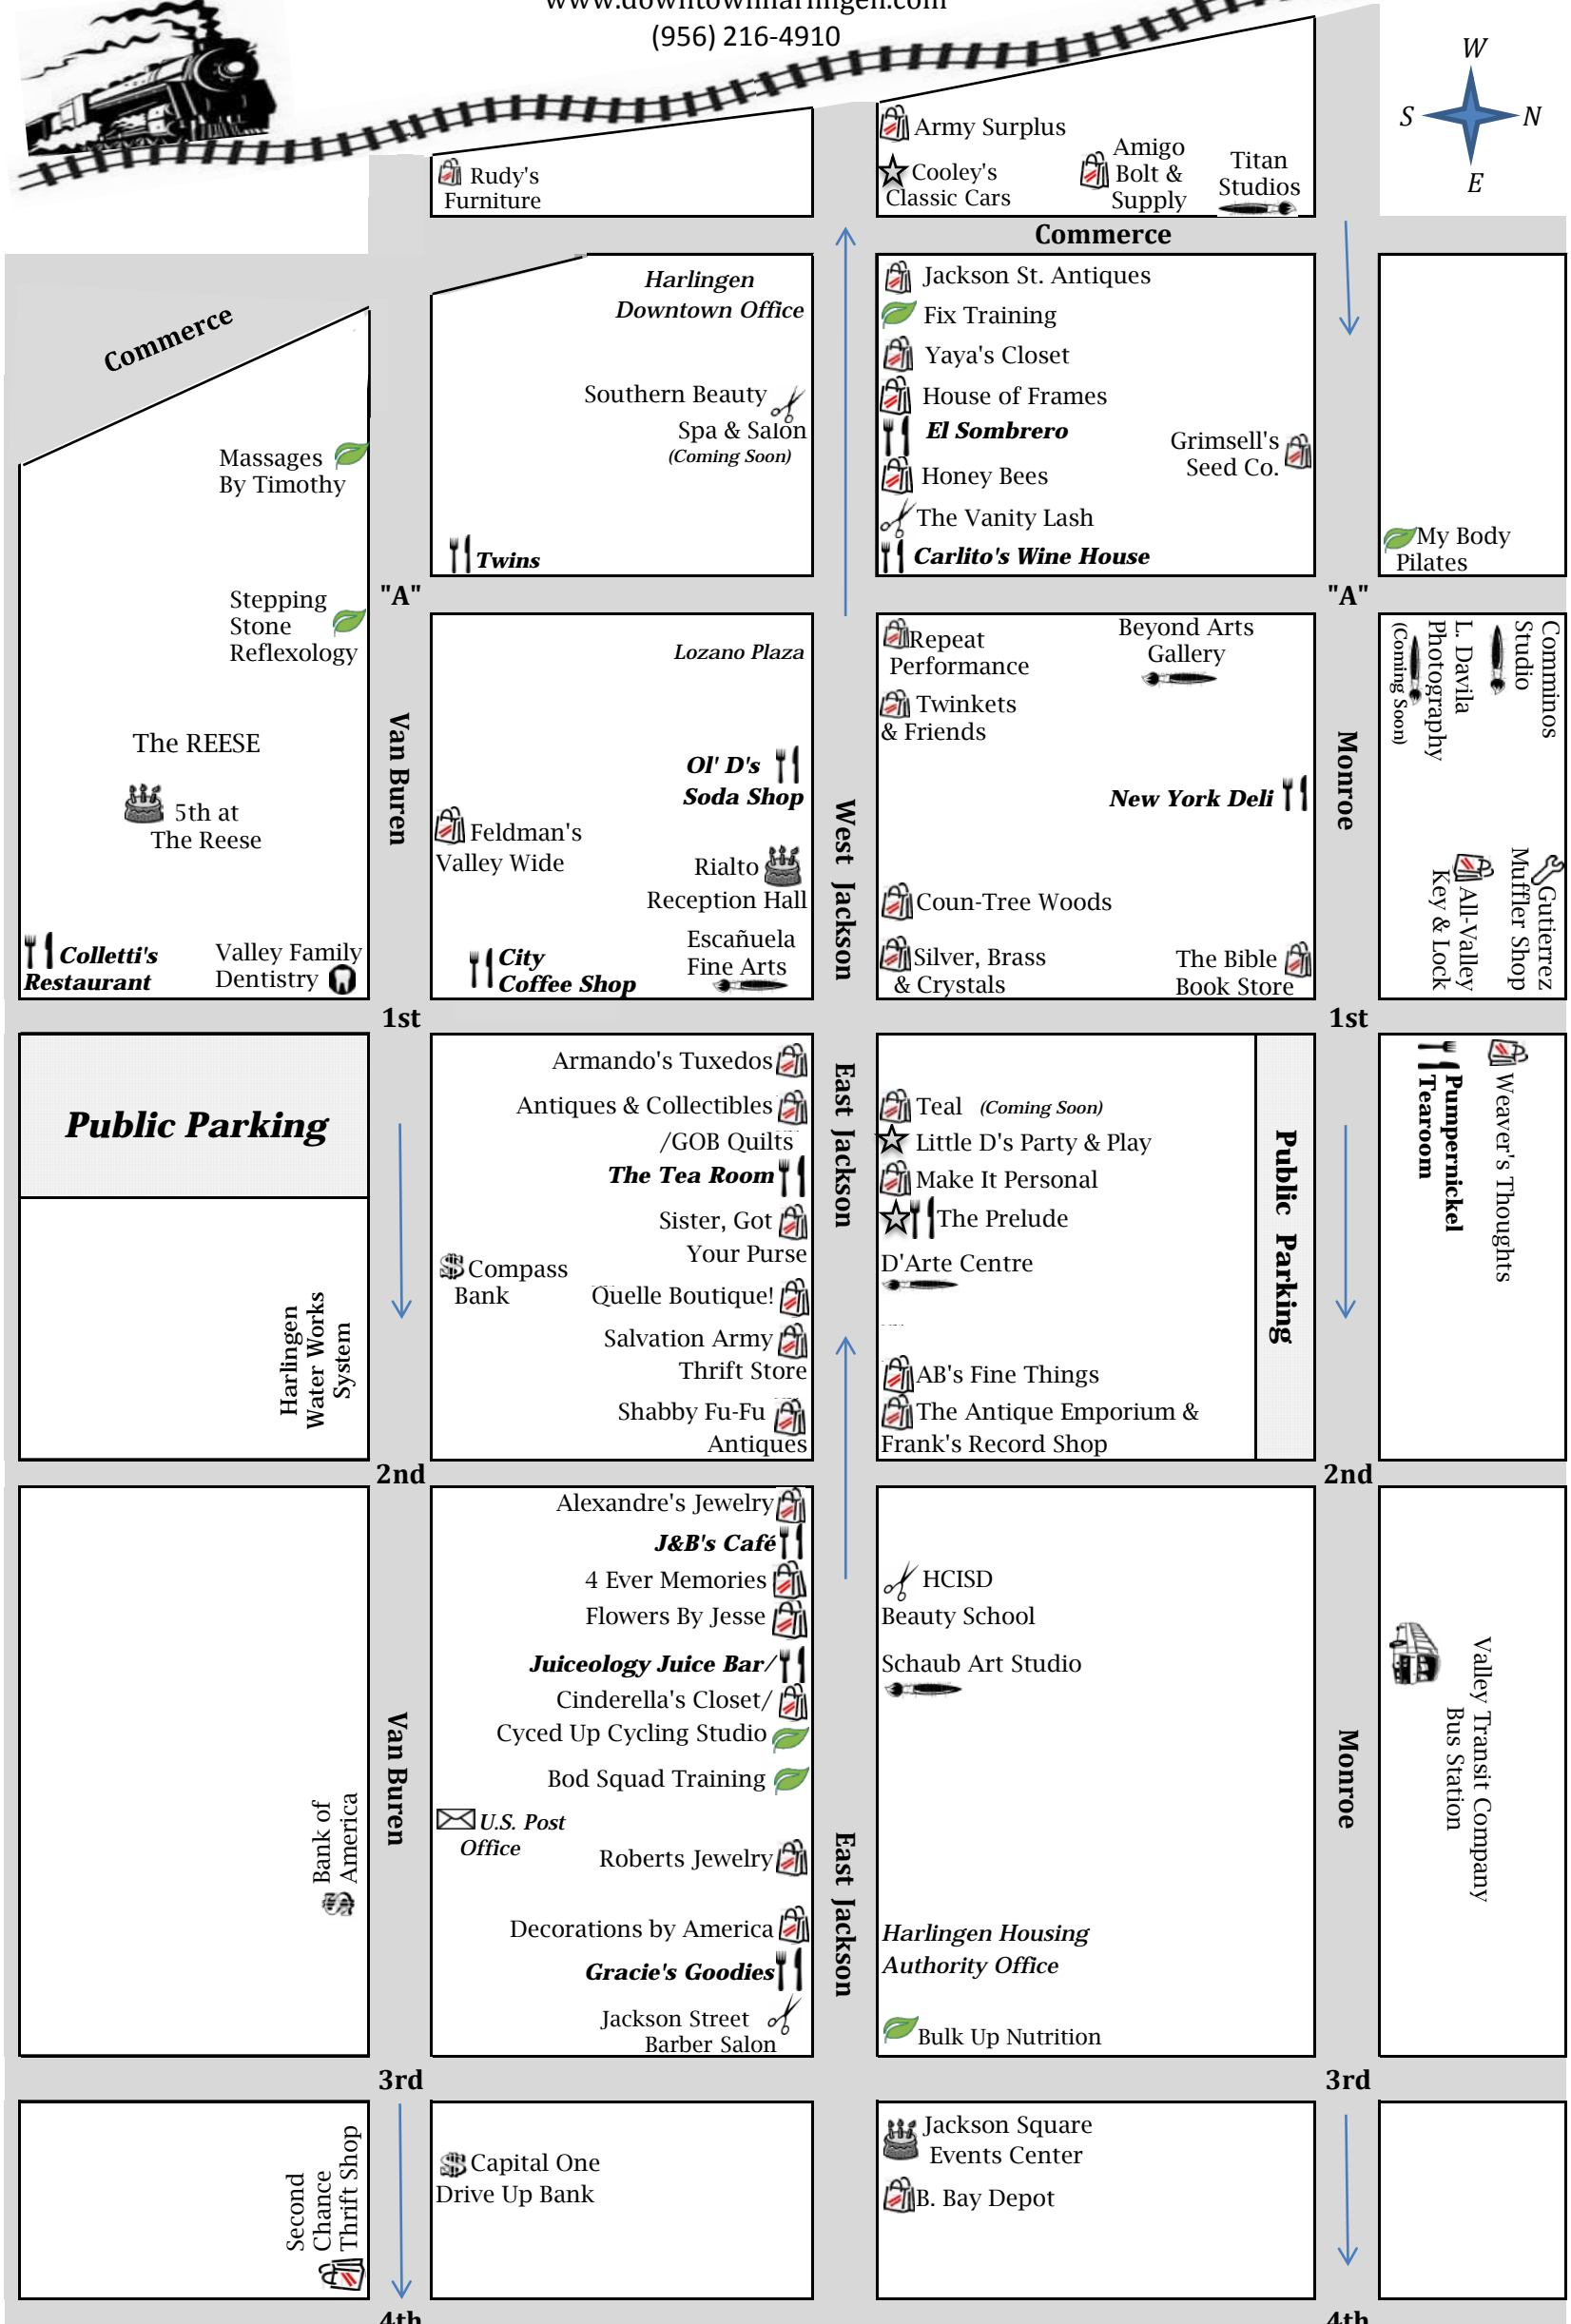 www.downtownharlingen.com
(956) 216-4910
W
S
N
E
Army Surplus
Cooley's
Classic Cars
Amigo
Bolt &
Supply
Titan
Studios
Rudy's
Furniture
Commerce
Commerce
Harlingen
Downtown Office
Southern Beauty
Spa & Salon
(Coming Soon)
Twins
Jackson St. Antiques
Fix Training
Yaya's Closet
House of Frames
El Sombrero
Honey Bees
The Vanity Lash
Carlito's Wine House
Grimsell's
Seed Co.
My Body
Pilates
Massages
By Timothy
Stepping
Stone
Reflexology
The REESE
5th at
The Reese
Colletti's
Restaurant
Valley Family
Dentistry
"A"
"A"
Van Buren
Lozano Plaza
Ol' D's
Soda Shop
Feldman's
Valley Wide
Rialto
Reception Hall
City
Coffee Shop
Escañuela
Fine Arts
West Jackson
Repeat
Performance
Twinkets
& Friends
Beyond Arts
Gallery
New York Deli
Coun-Tree Woods
Silver, Brass
& Crystals
The Bible
Book Store
Monroe
Comminos
Studio
L. Davila
Photography
(Coming Soon)
Gutierrez
Muffler Shop
All-Valley
Key & Lock
1st
1st
Public Parking
Harlingen
Water Works
System
Armando's Tuxedos
Antiques & Collectibles
/GOB Quilts
The Tea Room
Sister, Got
Your Purse
Compass
Bank
Quelle Boutique!
Salvation Army
Thrift Store
Shabby Fu-Fu
Antiques
East Jackson
Teal (Coming Soon)
Little D's Party & Play
Make It Personal
The Prelude
D'Arte Centre
AB's Fine Things
The Antique Emporium &
Frank's Record Shop
Public Parking
Weaver's Thoughts
Pumpernickel
Tearoom
2nd
2nd
Bank of
America
Van Buren
Alexandre's Jewelry
J&B's Café
4 Ever Memories
Flowers By Jesse
Juiceology Juice Bar/
Cinderella's Closet/
Cyced Up Cycling Studio
Bod Squad Training
U.S. Post
Office
Roberts Jewelry
Decorations by America
Gracie's Goodies
Jackson Street
Barber Salon
East Jackson
HCISD
Beauty School
Schaub Art Studio
Harlingen Housing
Authority Office
Bulk Up Nutrition
Monroe
Valley Transit Company
Bus Station
3rd
3rd
Second
Chance
Thrift Shop
Capital One
Drive Up Bank
Jackson Square
Events Center
B. Bay Depot
4th
4th